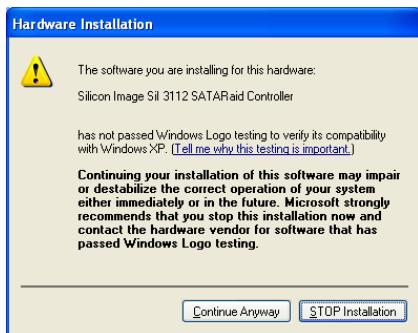 Hardware Installation
The software you are installing for this hardware:
Silicon Image SiI 3112 SATARaid Controller
has not passed Windows Logo testing to verify its compatibility
with Windows XP. (Tell me why this testing is important.)
Continuing your installation of this software may impair
or destabilize the correct operation of your system
either immediately or in the future. Microsoft strongly
recommends that you stop this installation now and
contact the hardware vendor for software that has
passed Windows Logo testing.
Continue Anyway STOP Installation